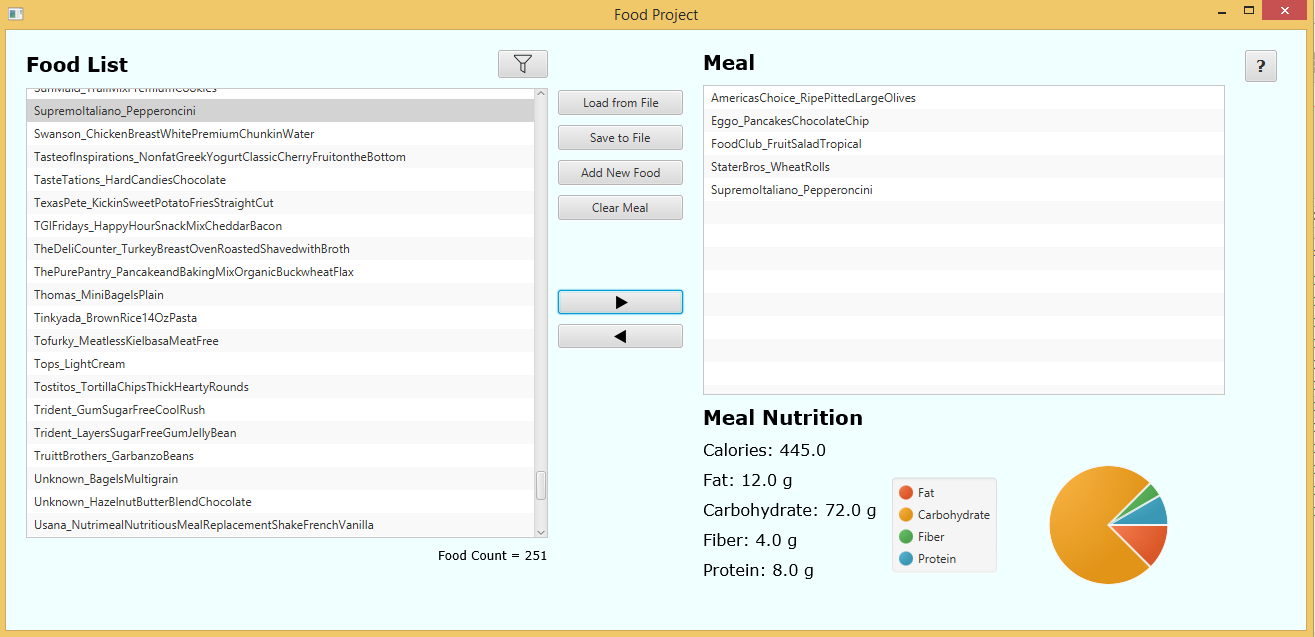 Food Project
Food List
SunMaid_TrailMixPremiumCookies
SupremoItaliano_Pepperoncini
Swanson_ChickenBreastWhitePremiumChunkinWater
TasteofInspirations_NonfatGreekYogurtClassicCherryFruitontheBottom
TasteTations_HardCandiesChocolate
TexasPete_KickinSweetPotatoFriesStraightCut
TGIFridays_HappyHourSnackMixCheddarBacon
TheDeliCounter_TurkeyBreastOvenRoastedShavedwithBroth
ThePurePantry_PancakeandBakingMixOrganicBuckwheatFlax
Thomas_MiniBagelsPlain
Tinkyada_BrownRice14OzPasta
Tofurky_MeatlessKielbasaMeatFree
Tops_LightCream
Tostitos_TortillaChipsThickHeartyRounds
Trident_GumSugarFreeCoolRush
Trident_LayersSugarFreeGumJellyBean
TruittBrothers_GarbanzoBeans
Unknown_BagelsMultigrain
Unknown_HazelnutButterBlendChocolate
Usana_NutrimealNutritiousMealReplacementShakeFrenchVanilla
Food Count = 251
Load from File
Save to File
Add New Food
Clear Meal
Meal
?
AmericasChoice_RipePittedLargeOlives
Eggo_PancakesChocolateChip
FoodClub_FruitSaladTropical
StaterBros_WheatRolls
SupremoItaliano_Pepperoncini
Meal Nutrition
Calories: 445.0
Fat: 12.0 g
Carbohydrate: 72.0 g
Fiber: 4.0 g
Protein: 8.0 g
Fat
Carbohydrate
Fiber
Protein